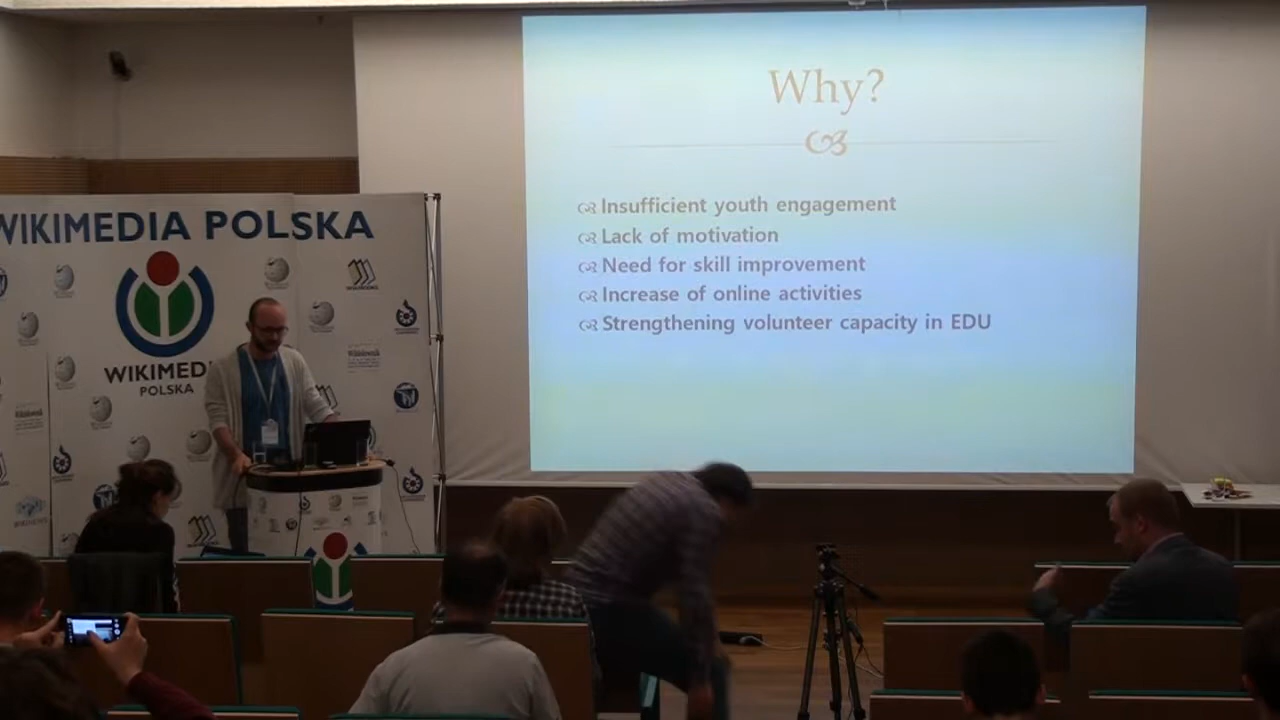 Why?
Insufficient youth engagement
Lack of motivation
Need for skill improvement
Increase of online activities
Strengthening volunteer capacity in EDU
WIKIMEDIA POLSKA
WIKIMEDI
POLSKA